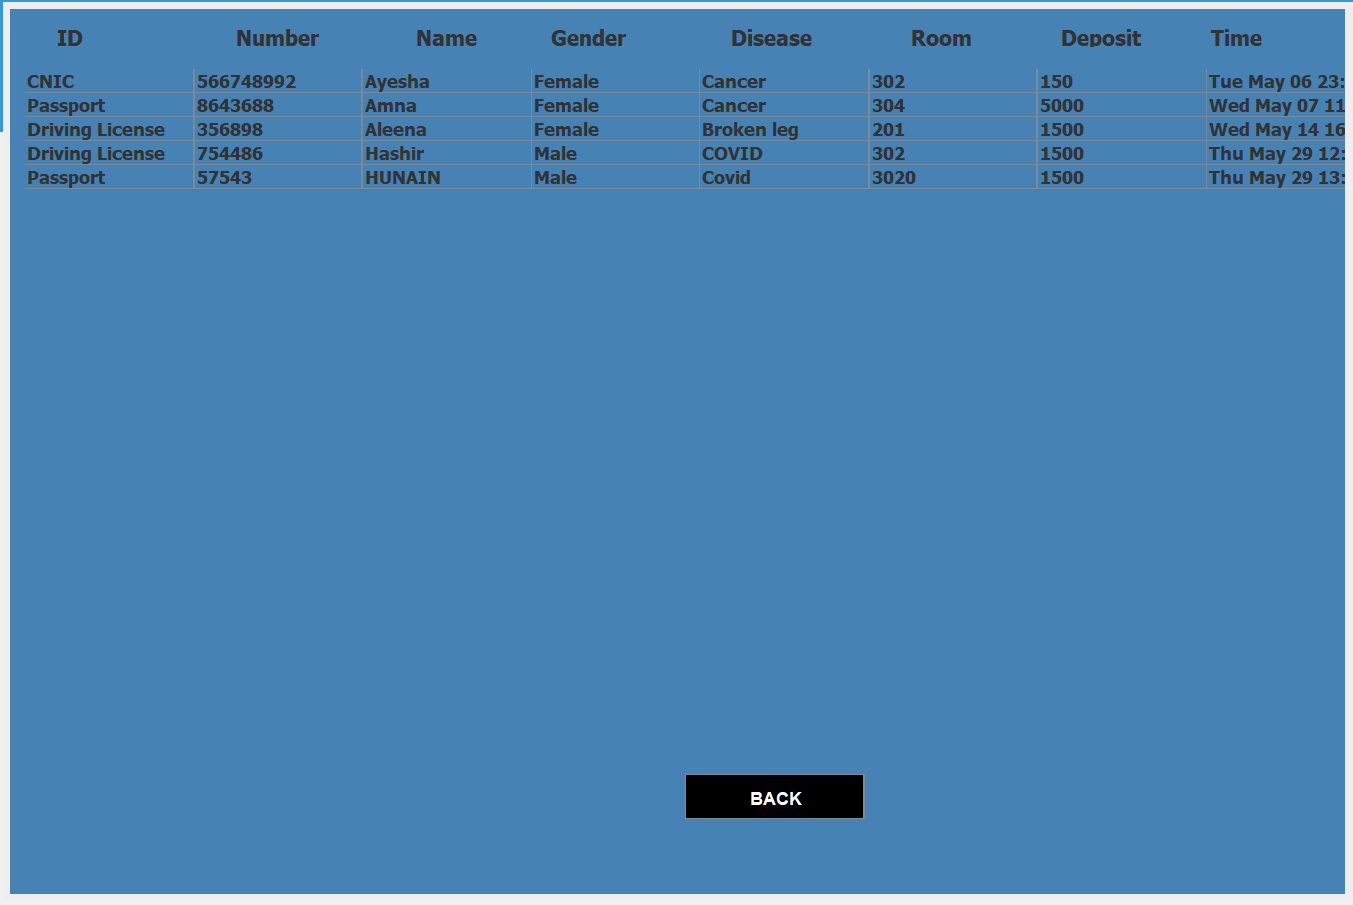 ID Number Name Gender Disease Room Deposit Time
CNIC 566748992 Ayesha Female Cancer 302 150 Tue May 06 23:
Passport 8643688 Amna Female Cancer 304 5000 Wed May 07 11
Driving License 356898 Aleena Female Broken leg 201 1500 Wed May 14 16
Driving License 754486 Hashir Male COVID 302 1500 Thu May 29 12:
Passport 57543 HUNAIN Male Covid 3020 1500 Thu May 29 13:
BACK